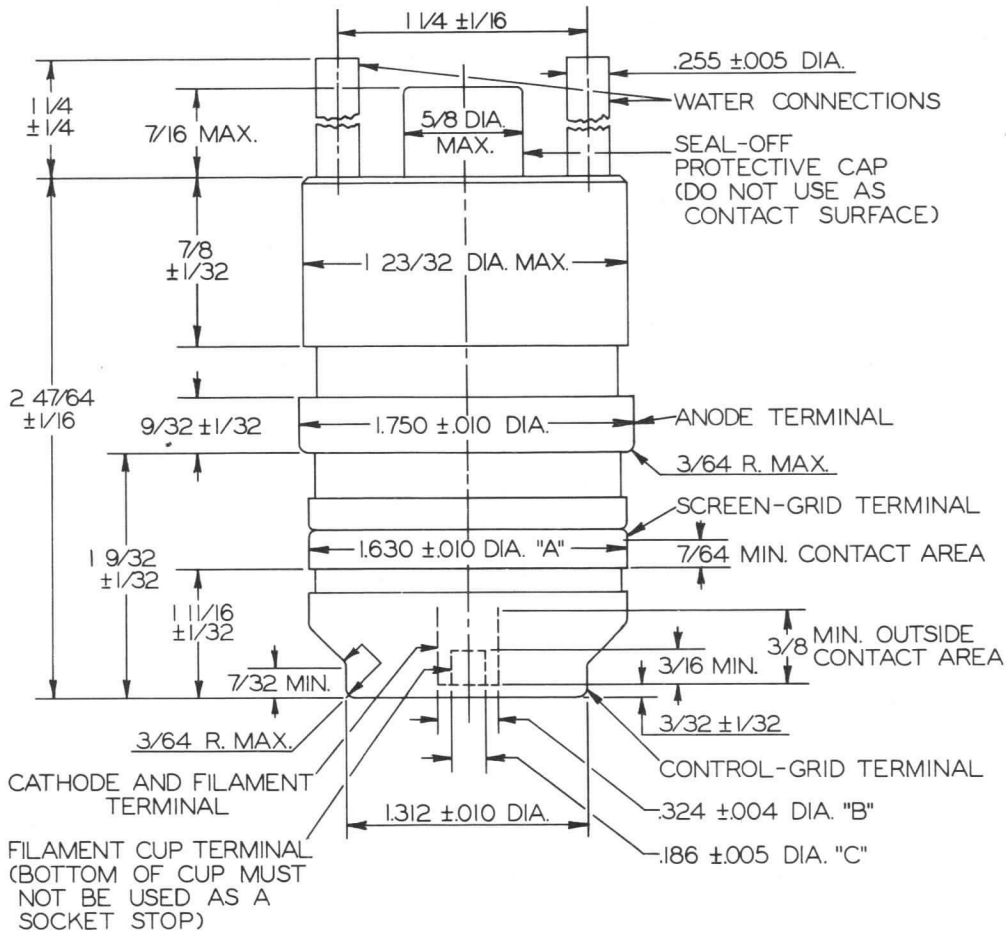 1 1/4 ±1/16
.255 ±.005 DIA.
WATER CONNECTIONS
1 1/4
±1/4
7/16 MAX.
5/8 DIA.
MAX.
SEAL-OFF
PROTECTIVE CAP
(DO NOT USE AS
CONTACT SURFACE)
7/8
±1/32
1 23/32 DIA. MAX.
2 47/64
±1/16
9/32 ±1/32
1.750 ±.010 DIA.
ANODE TERMINAL
3/64 R. MAX.
SCREEN-GRID TERMINAL
1.630 ±.010 DIA. "A"
7/64 MIN. CONTACT AREA
1 9/32
±1/32
1 11/16
±1/32
3/8
MIN. OUTSIDE
CONTACT AREA
3/16 MIN.
7/32 MIN.
3/32 ±1/32
3/64 R. MAX.
CONTROL-GRID TERMINAL
CATHODE AND FILAMENT
TERMINAL
.324 ±.004 DIA. "B"
1.312 ±.010 DIA.
.186 ±.005 DIA. "C"
FILAMENT CUP TERMINAL
(BOTTOM OF CUP MUST
NOT BE USED AS A
SOCKET STOP)